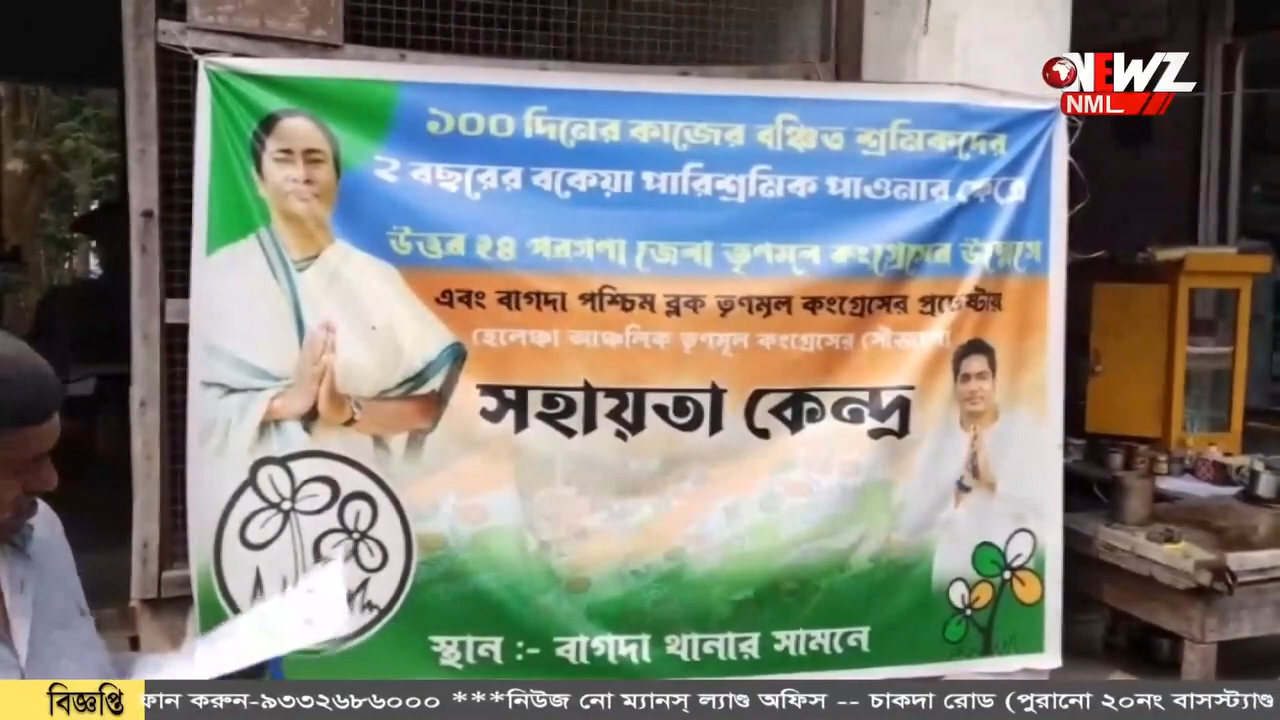 NEWZ
NML
১০০ দিনের কাজের বঞ্চিত শ্রমিকদের
২ বছরের বকেয়া পারিশ্রমিক পাওনার
উত্তর ২৪ পরগণা জেলা তৃণমূল কংগ্রেসের
এবং বাগদা পশ্চিম ব্লক তৃণমূল কংগ্রেসের প্রচেষ্টায়
হেলেঞ্চা আঞ্চলিক তৃণমূল কংগ্রেসের
সহায়তা কেন্দ্র
স্থান :- বাগদা থানার সামনে
বিজ্ঞপ্তি
ফোন করুন-৯৩৩২৬৮৬০০০ ***নিউজ নো ম্যানস্ ল্যাণ্ড অফিস -- চাকদা রোড (পুরানো ২০নং বাসস্ট্যাণ্ড